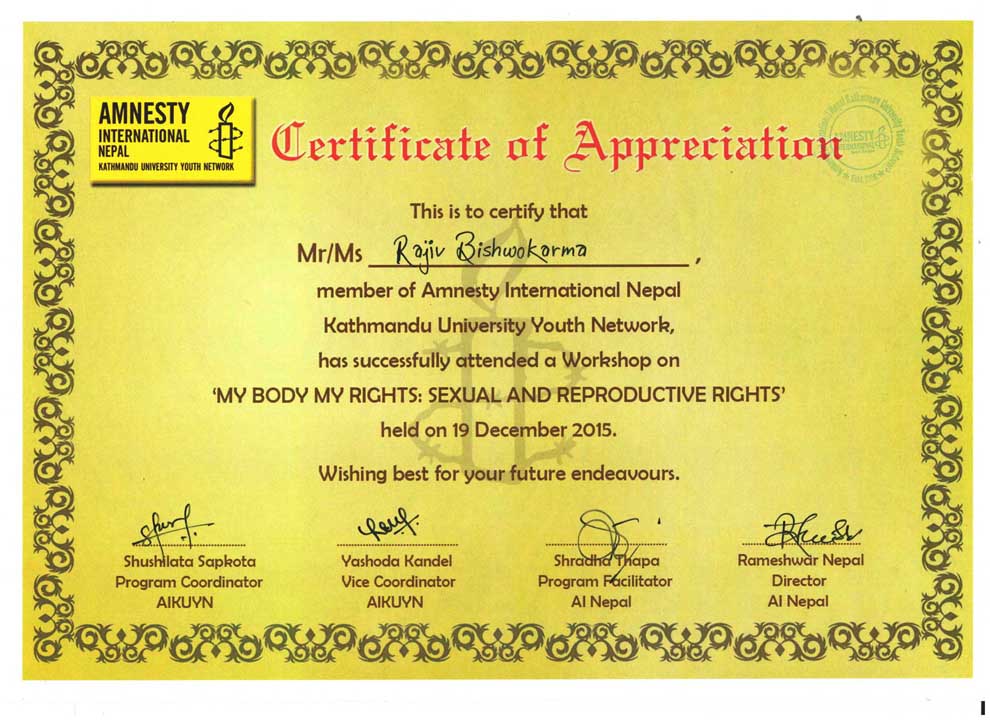 AMNESTY
INTERNATIONAL
NEPAL
KATHMANDU UNIVERSITY YOUTH NETWORK
Certificate of Appreciation
AMNESTY
INTERNATIONAL
This is to certify that
Mr/Ms Rajiv Bishwokarma ,
member of Amnesty International Nepal
Kathmandu University Youth Network,
has successfully attended a Workshop on
‘MY BODY MY RIGHTS: SEXUAL AND REPRODUCTIVE RIGHTS’
held on 19 December 2015.
Wishing best for your future endeavours.
Shushilata Sapkota
Program Coordinator
AIKUYN
Yashoda Kandel
Vice Coordinator
AIKUYN
Shradha Thapa
Program Facilitator
AI Nepal
Rameshwar Nepal
Director
AI Nepal